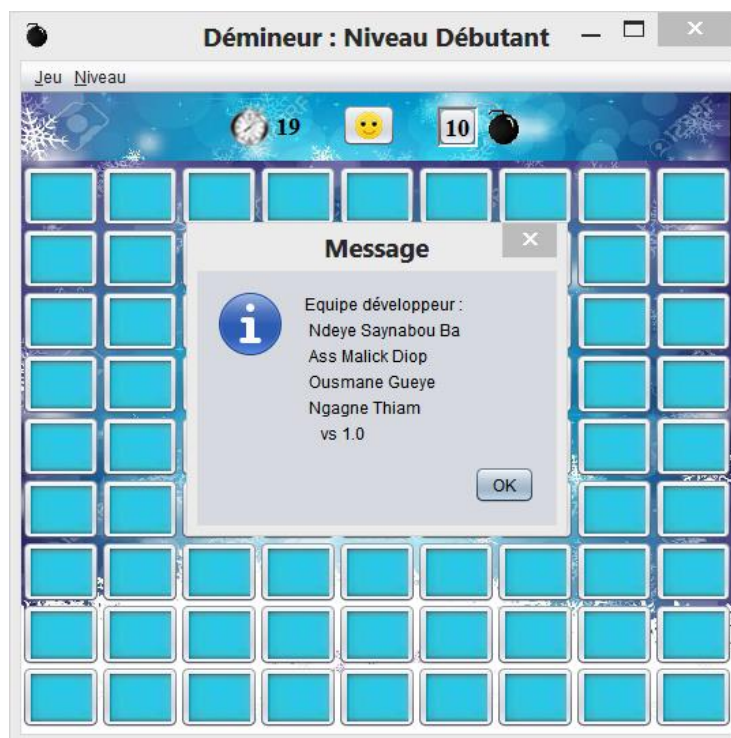 Démineur : Niveau Débutant
Jeu Niveau
19 10
Message
Equipe développeur :
Ndeye Saynabou Ba
Ass Malick Diop
Ousmane Gueye
Ngagne Thiam
vs 1.0
OK